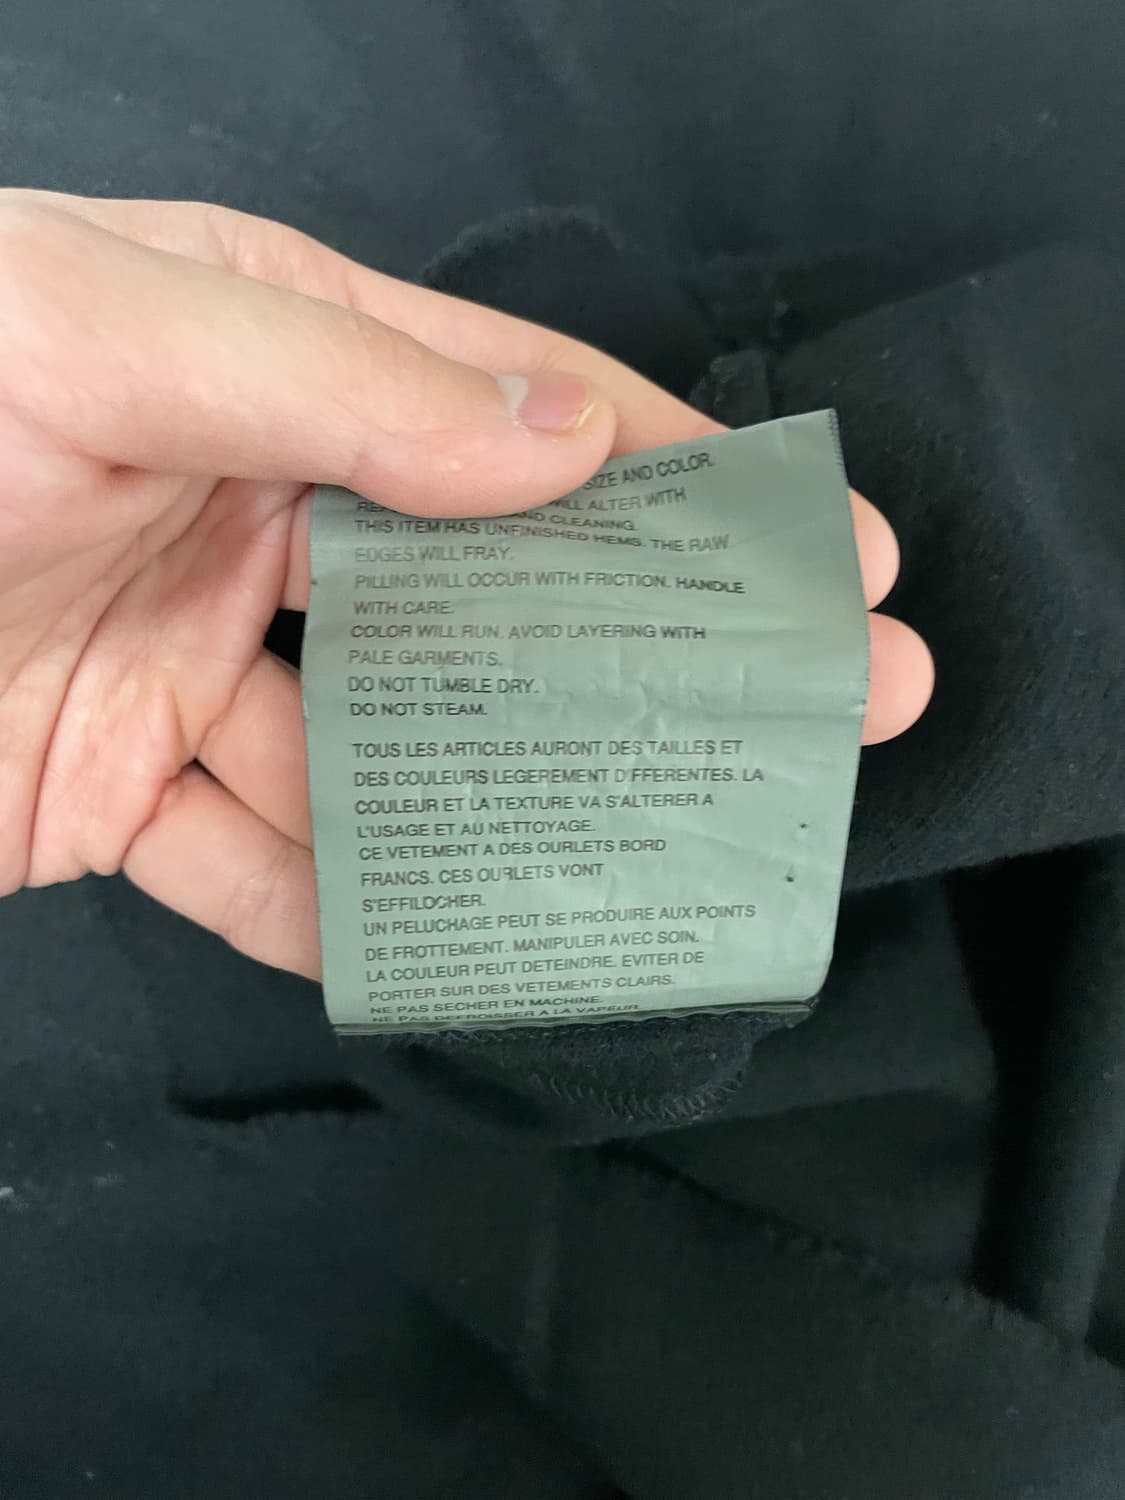 SIZE AND COLOR.
WILL ALTER WITH
AND CLEANING.
THIS ITEM HAS UNFINISHED HEMS. THE RAW
EDGES WILL FRAY.
PILLING WILL OCCUR WITH FRICTION. HANDLE
WITH CARE.
COLOR WILL RUN. AVOID LAYERING WITH
PALE GARMENTS.
DO NOT TUMBLE DRY.
DO NOT STEAM.
TOUS LES ARTICLES AURONT DES TAILLES ET
DES COULEURS LEGEREMENT D'FFERENTES. LA
COULEUR ET LA TEXTURE VA S'ALTERER A
L'USAGE ET AU NETTOYAGE.
CE VETEMENT A DES OURLETS BORD
FRANCS. CES OURLETS VONT
S'EFFILOCHER.
UN PELUCHAGE PEUT SE PRODUIRE AUX POINTS
DE FROTTEMENT. MANIPULER AVEC SOIN.
LA COULEUR PEUT DETEINDRE. EVITER DE
PORTER SUR DES VETEMENTS CLAIRS.
NE PAS SECHER EN MACHINE.
NE PAS DEFROISSER A LA VAPEUR